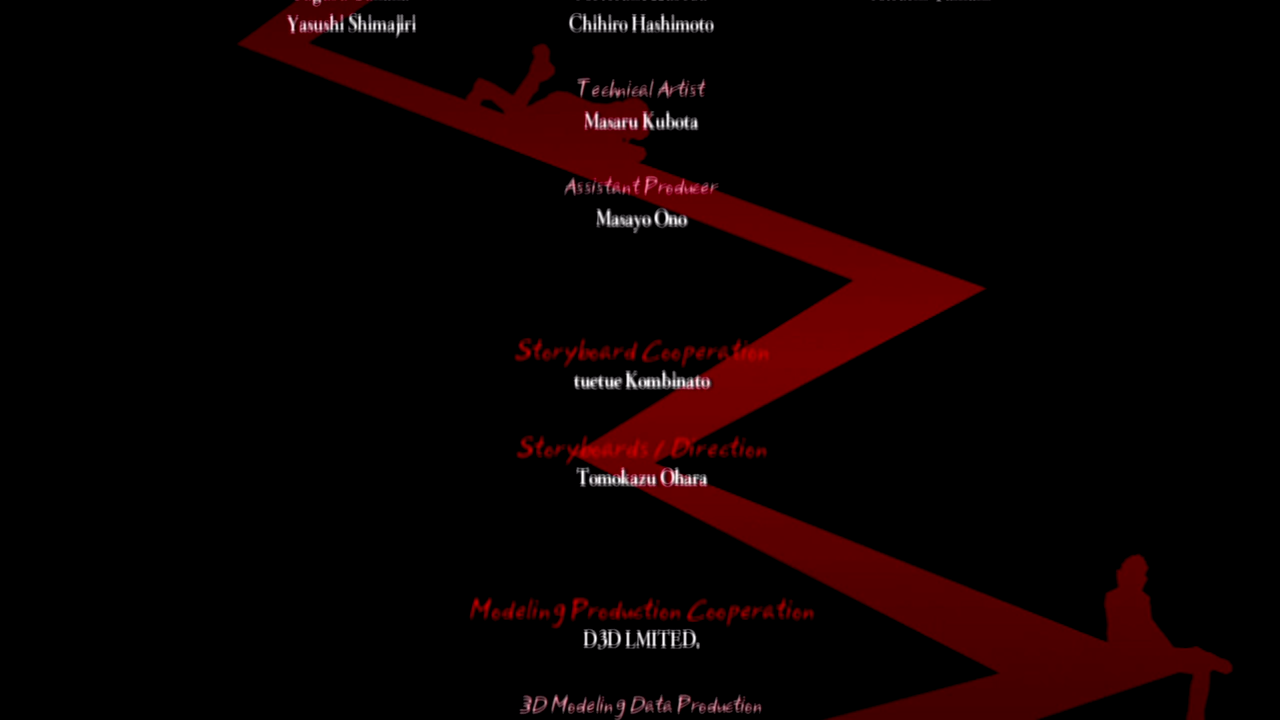 Yasushi Shimajiri
Chihiro Hashimoto
Technical Artist
Masaru Kubota
Assistant Producer
Masayo Ono
Storyboard Cooperation
tuetue Kombinato
Storyboards / Direction
Tomokazu Ohara
Modeling Production Cooperation
D3D LMITED.
3D Modeling Data Production